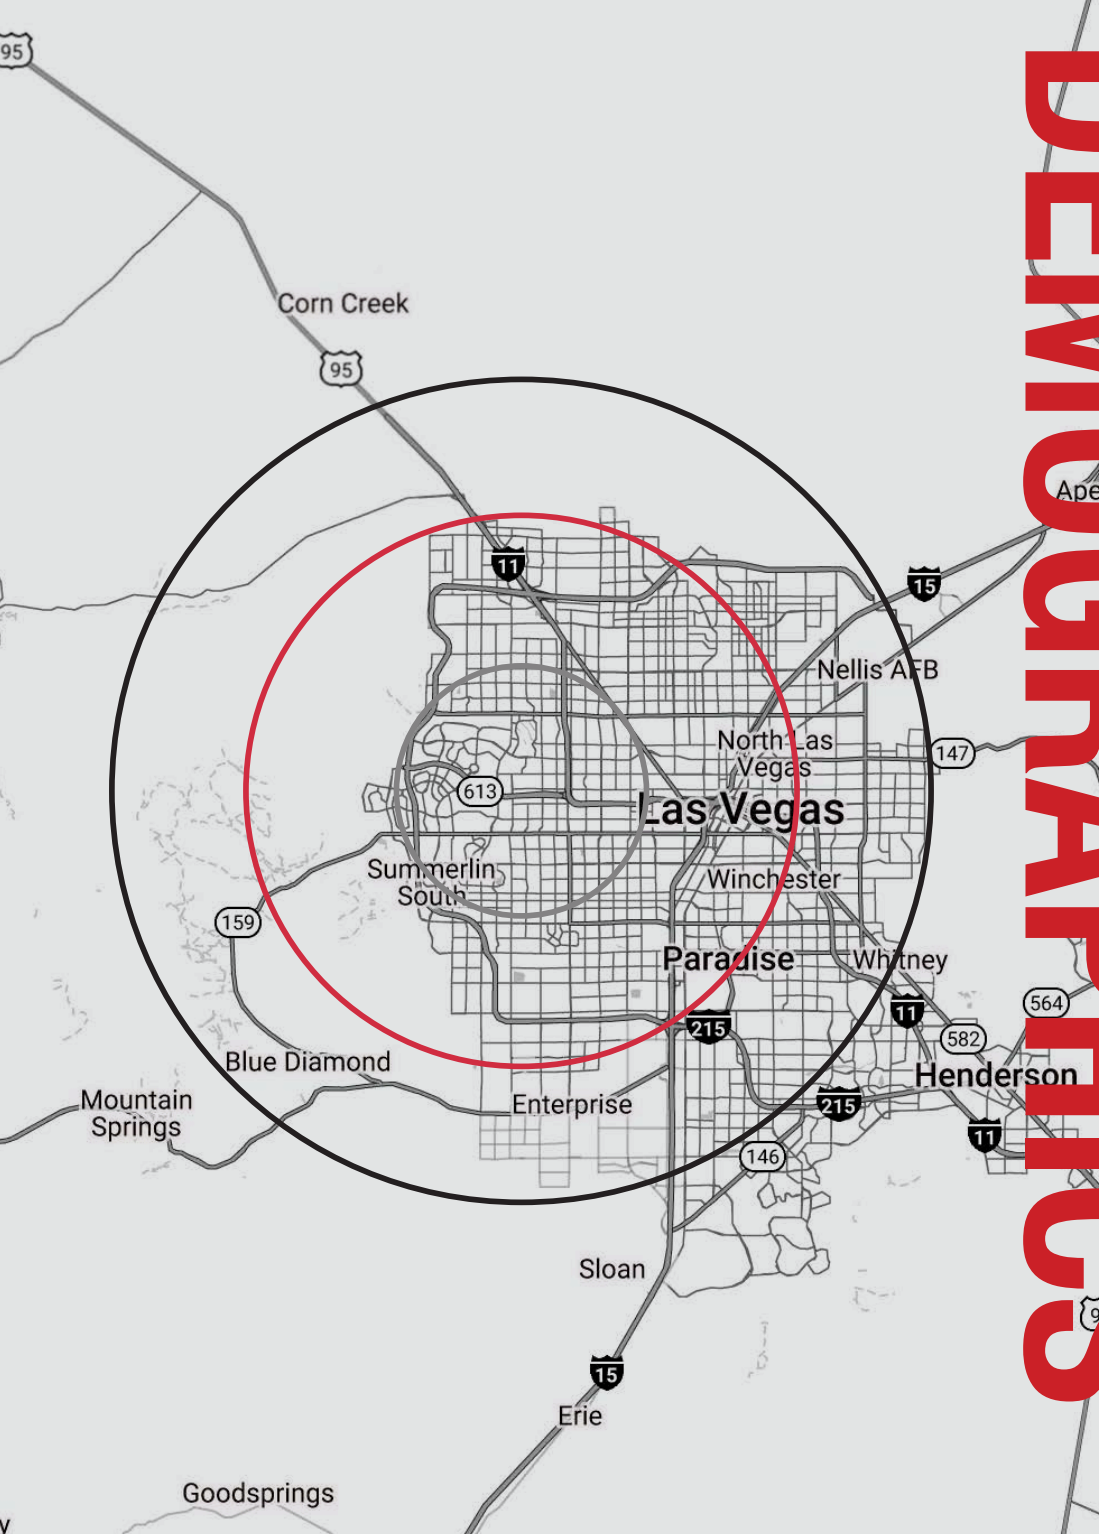 95
Corn Creek
95
Ape
11
15
Nellis AFB
North Las
Vegas
147
613
Las Vegas
Summerlin
South
Winchester
159
Paradise
Whitney
564
11
215
582
Blue Diamond
Henderson
Mountain
Springs
Enterprise
215
11
146
Sloan
9
15
Erie
Goodsprings
DEMOGRAPHICS